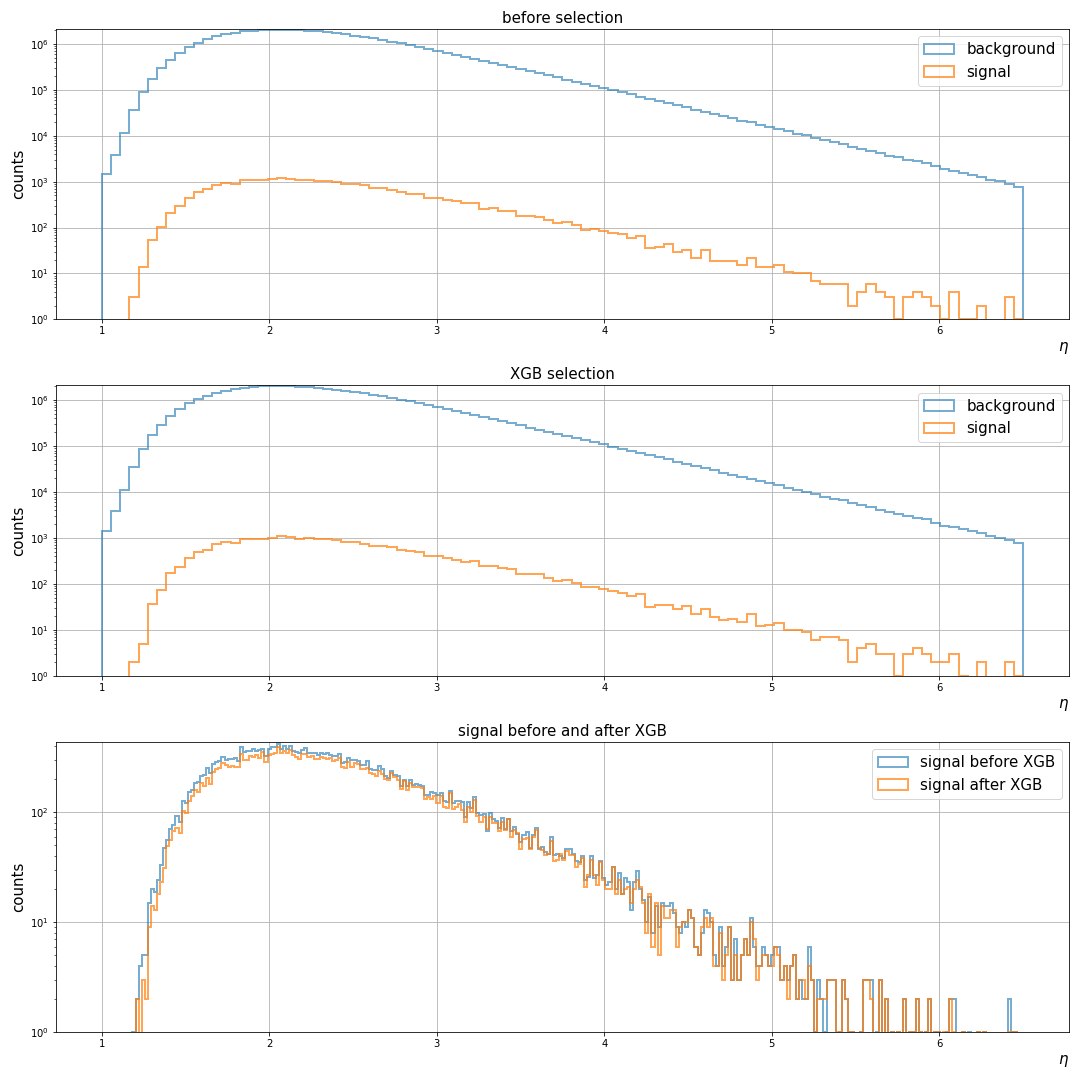 before selection
10⁶
10⁵
10⁴
10³
10²
10¹
10⁰
counts
background
signal
1 2 3 4 5 6
η
XGB selection
10⁶
10⁵
10⁴
10³
10²
10¹
10⁰
counts
background
signal
1 2 3 4 5 6
η
signal before and after XGB
10²
10¹
10⁰
counts
signal before XGB
signal after XGB
1 2 3 4 5 6
η